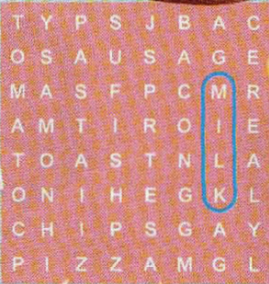 T Y P S J B A C
O S A U S A G E
M A S F P C M R
A M T I R O I E
T O A S T N L A
O N I H E G K L
C H I P S G A Y
P I Z Z A M G L